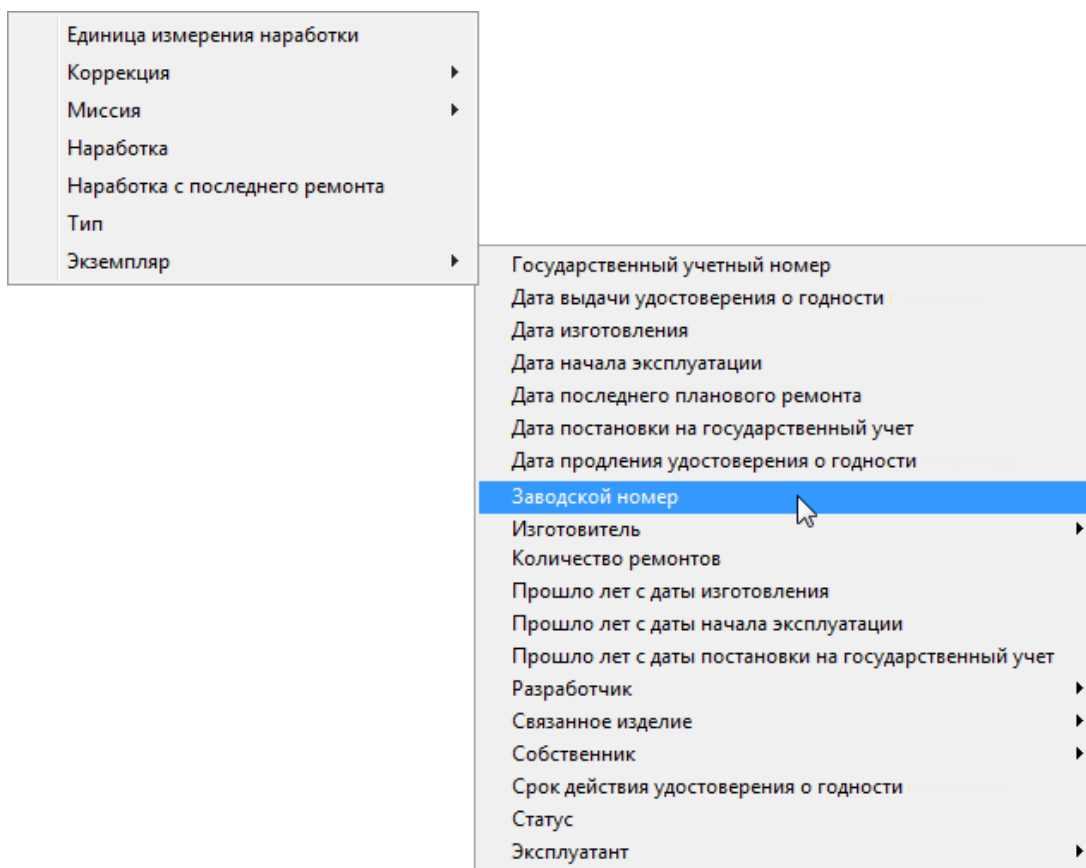 Единица измерения наработки
Коррекция
Миссия
Наработка
Наработка с последнего ремонта
Тип
Экземпляр
Государственный учетный номер
Дата выдачи удостоверения о годности
Дата изготовления
Дата начала эксплуатации
Дата последнего планового ремонта
Дата постановки на государственный учет
Дата продления удостоверения о годности
Заводской номер
Изготовитель
Количество ремонтов
Прошло лет с даты изготовления
Прошло лет с даты начала эксплуатации
Прошло лет с даты постановки на государственный учет
Разработчик
Связанное изделие
Собственник
Срок действия удостоверения о годности
Статус
Эксплуатант